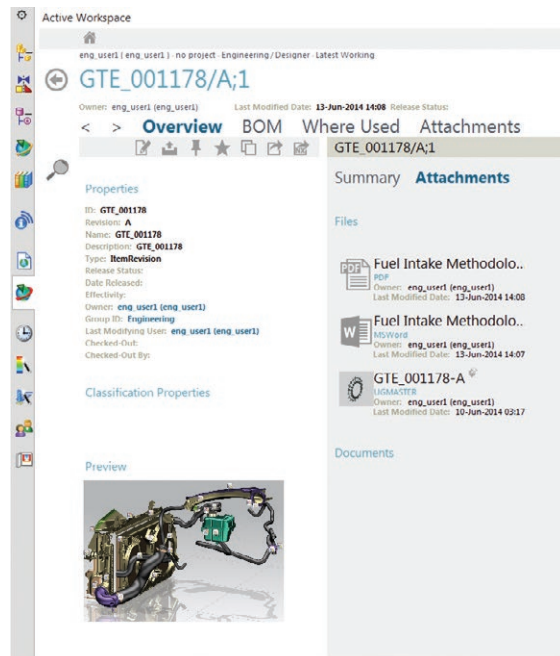 Active Workspace
eng_user1 ( eng_user1 ) - no project - Engineering / Designer - Latest Working
GTE_001178/A;1
Owner: eng_user1 (eng_user1) Last Modified Date: 13-Jun-2014 14:08 Release Status:
< > Overview BOM Where Used Attachments
GTE_001178/A;1
Summary Attachments
Properties
ID: GTE_001178
Revision: A
Name: GTE_001178
Description: GTE_001178
Type: ItemRevision
Release Status:
Date Released:
Effectivity:
Owner: eng_user1 (eng_user1)
Group ID: Engineering
Last Modifying User: eng_user1 (eng_user1)
Checked-Out:
Checked-Out By:
Classification Properties
Preview
Files
PDF
Fuel Intake Methodolo..
PDF
Owner: eng_user1 (eng_user1)
Last Modified Date: 13-Jun-2014 14:08
W
Fuel Intake Methodolo..
MSWord
Owner: eng_user1 (eng_user1)
Last Modified Date: 13-Jun-2014 14:07
GTE_001178-A
UGMASTER
Owner: eng_user1 (eng_user1)
Last Modified Date: 10-Jun-2014 03:17
Documents